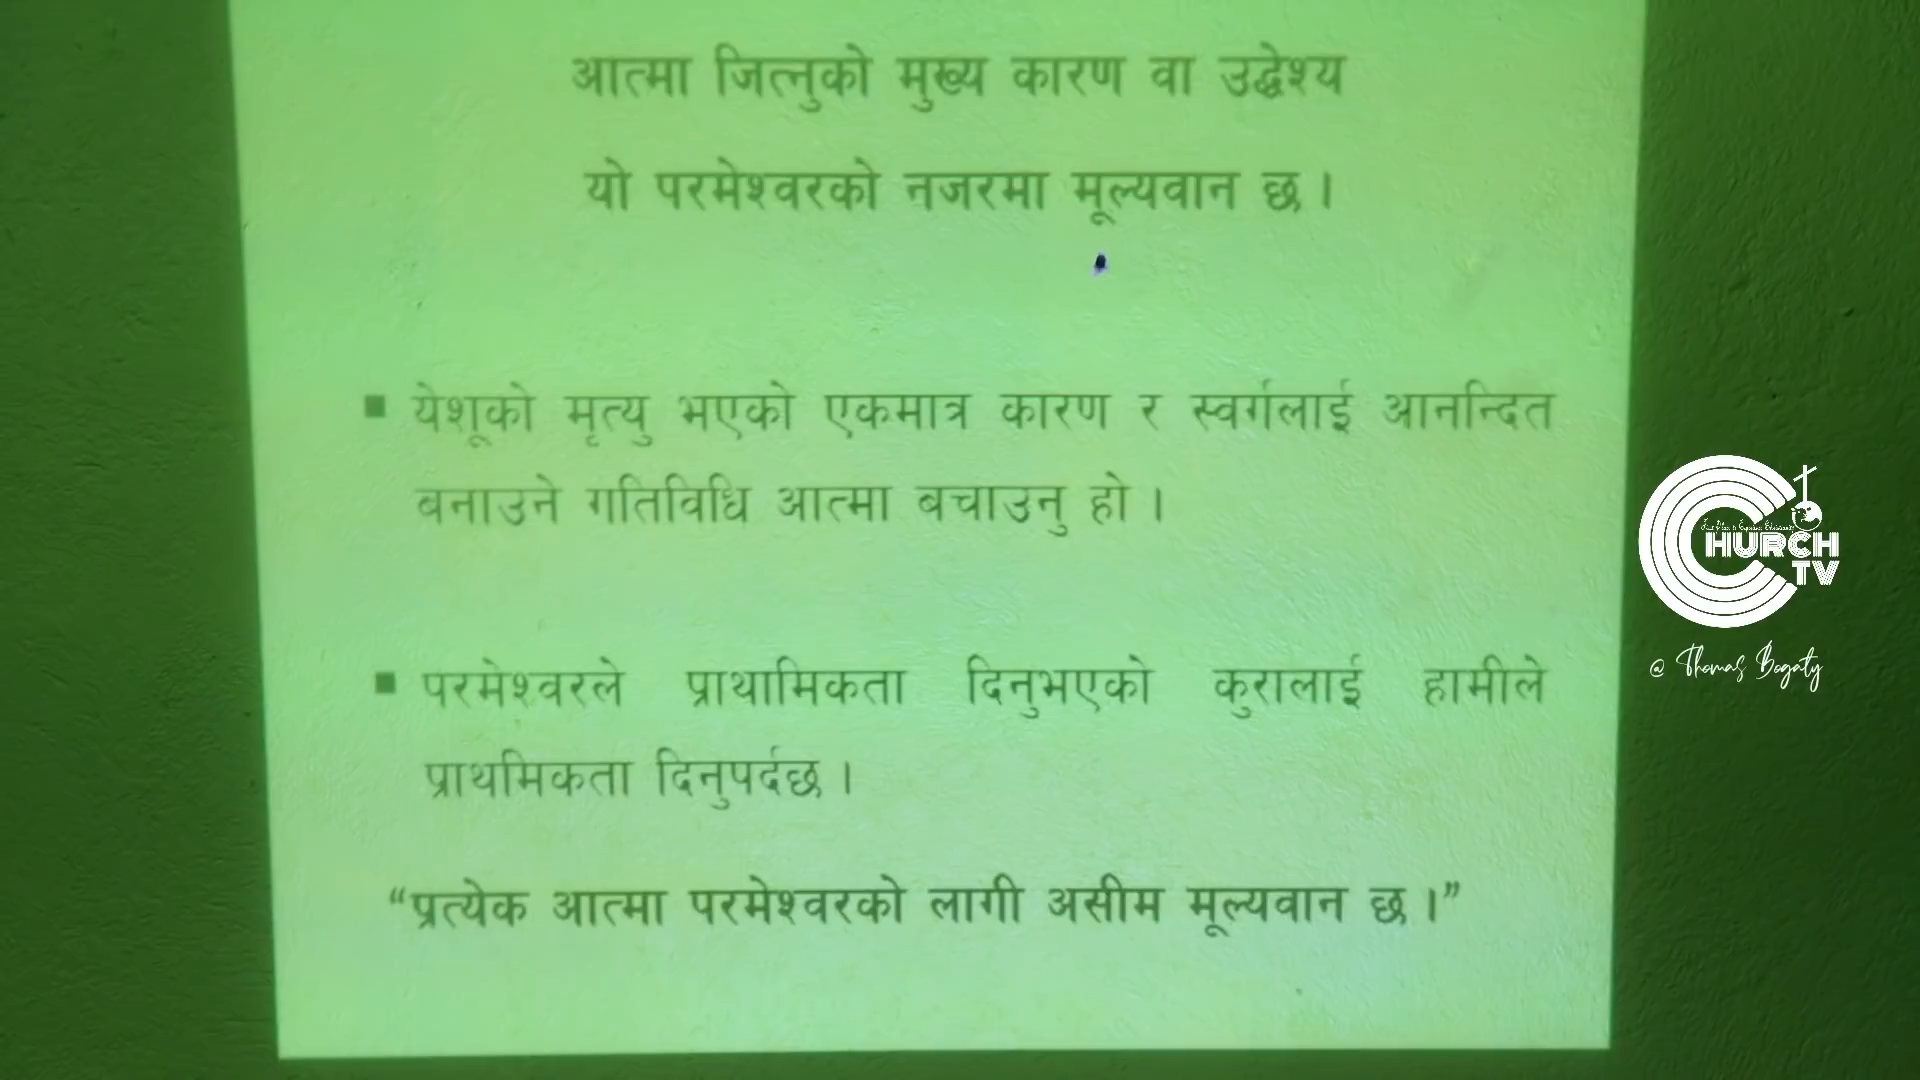 आत्मा जित्नुको मुख्य कारण वा उद्धेश्य
यो परमेश्वरको नजरमा मूल्यवान छ ।
▪ येशूको मृत्यु भएको एकमात्र कारण र स्वर्गलाई आनन्दित
बनाउने गतिविधि आत्मा बचाउनु हो ।
▪ परमेश्वरले प्राथामिकता दिनुभएको कुरालाई हामीले
प्राथमिकता दिनुपर्दछ ।
“प्रत्येक आत्मा परमेश्वरको लागी असीम मूल्यवान छ ।”
CHURCH
TV
@ Thomas Bogaty